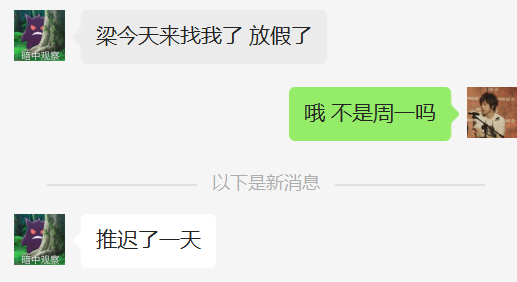 梁今天来找我了 放假了
暗中观察
哦 不是周一吗
以下是新消息
推迟了一天
暗中观察